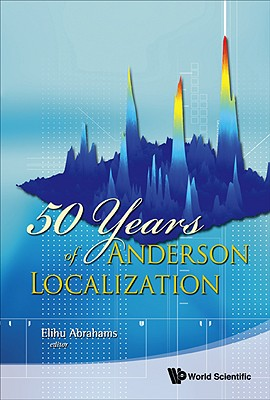 50 Years
of ANDERSON
LOCALIZATION
Elihu Abrahams
editor
World Scientific